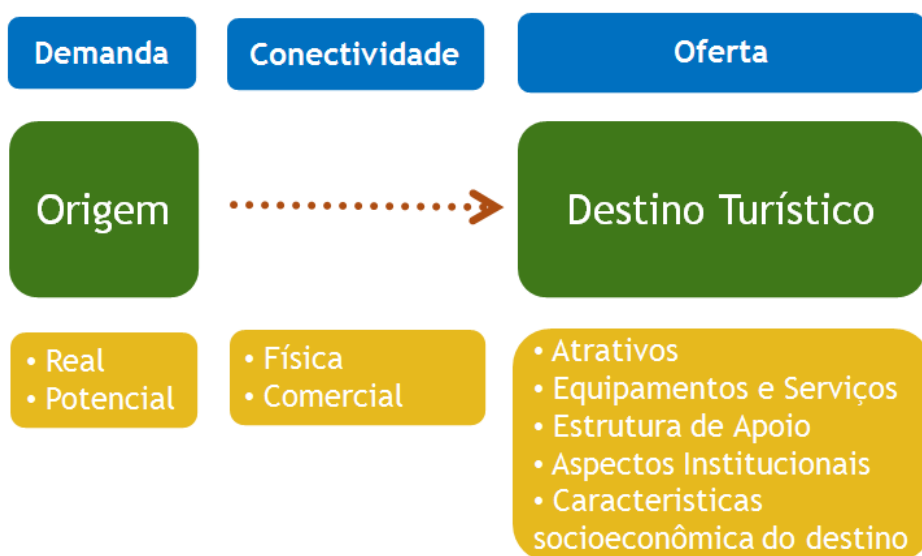 Demanda
Conectividade
Oferta
Origem
Destino Turístico
• Real
• Potencial
• Física
• Comercial
• Atrativos
• Equipamentos e Serviços
• Estrutura de Apoio
• Aspectos Institucionais
• Caracteristicas
socioeconômica do destino